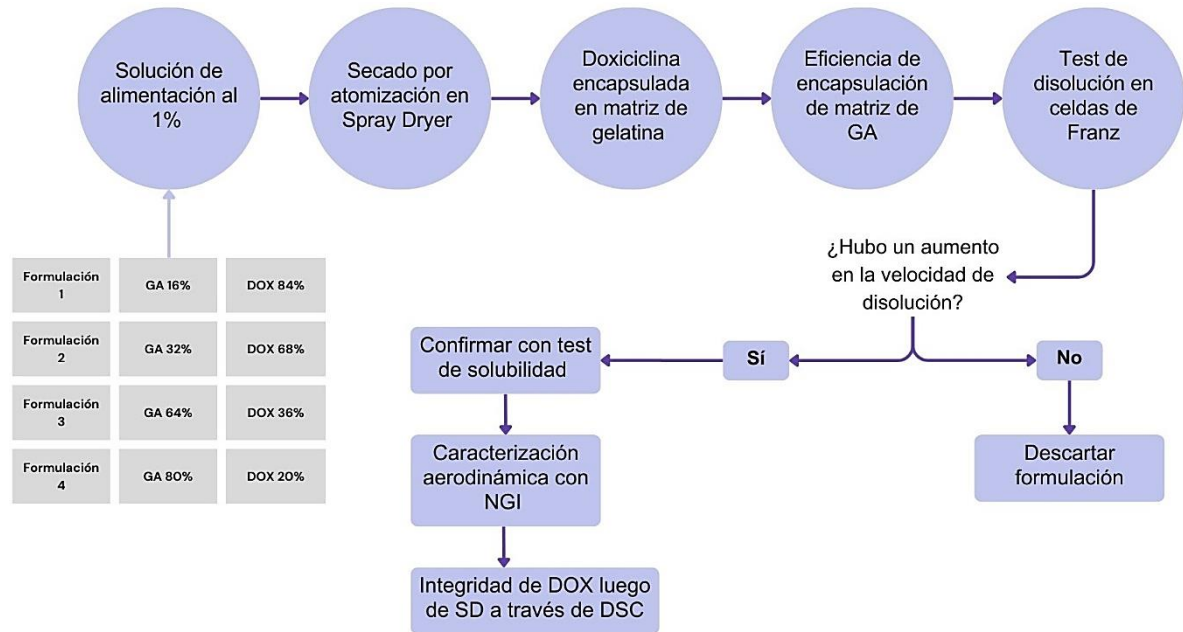 Solución de
alimentación al
1%
Secado por
atomización en
Spray Dryer
Doxiciclina
encapsulada en
matriz de
gelatina
Eficiencia de
encapsulación
de matriz de
GA
Test de
disolución en
celdas de
Franz
Formulación
1
GA 16%
DOX 84%
Formulación
2
GA 32%
DOX 68%
Formulación
3
GA 64%
DOX 36%
Formulación
4
GA 80%
DOX 20%
¿Hubo un aumento
en la velocidad de
disolución?
Sí
No
Confirmar con test
de solubilidad
Descartar
formulación
Caracterización
aerodinámica con
NGI
Integridad de DOX luego
de SD a través de DSC